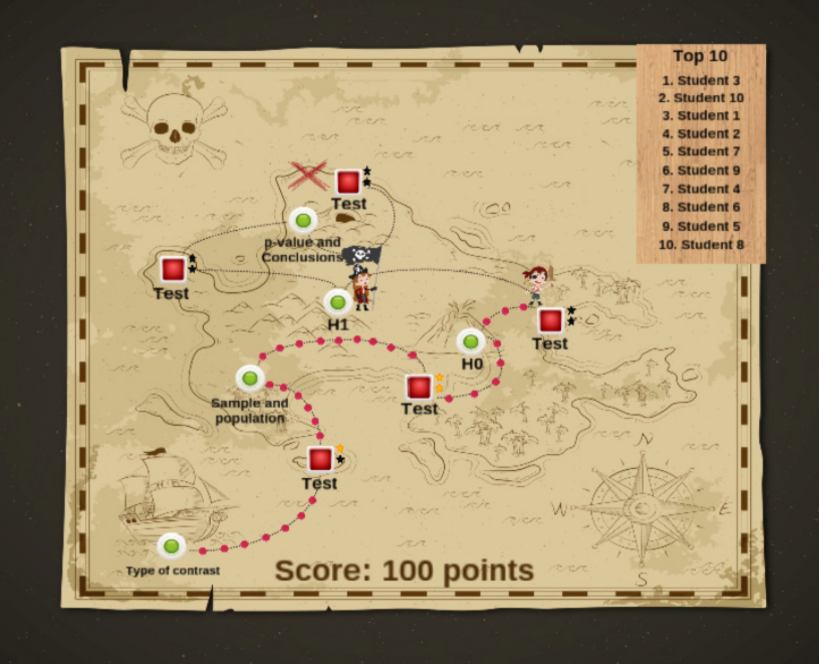 Top 10
1. Student 3
2. Student 10
3. Student 1
4. Student 2
5. Student 7
6. Student 9
7. Student 4
8. Student 6
9. Student 5
10. Student 8
Test
p-value and
Conclusions
Test
H1
Test
H0
Sample and
population
Test
Test
N
W
E
S
Type of contrast
Score: 100 points